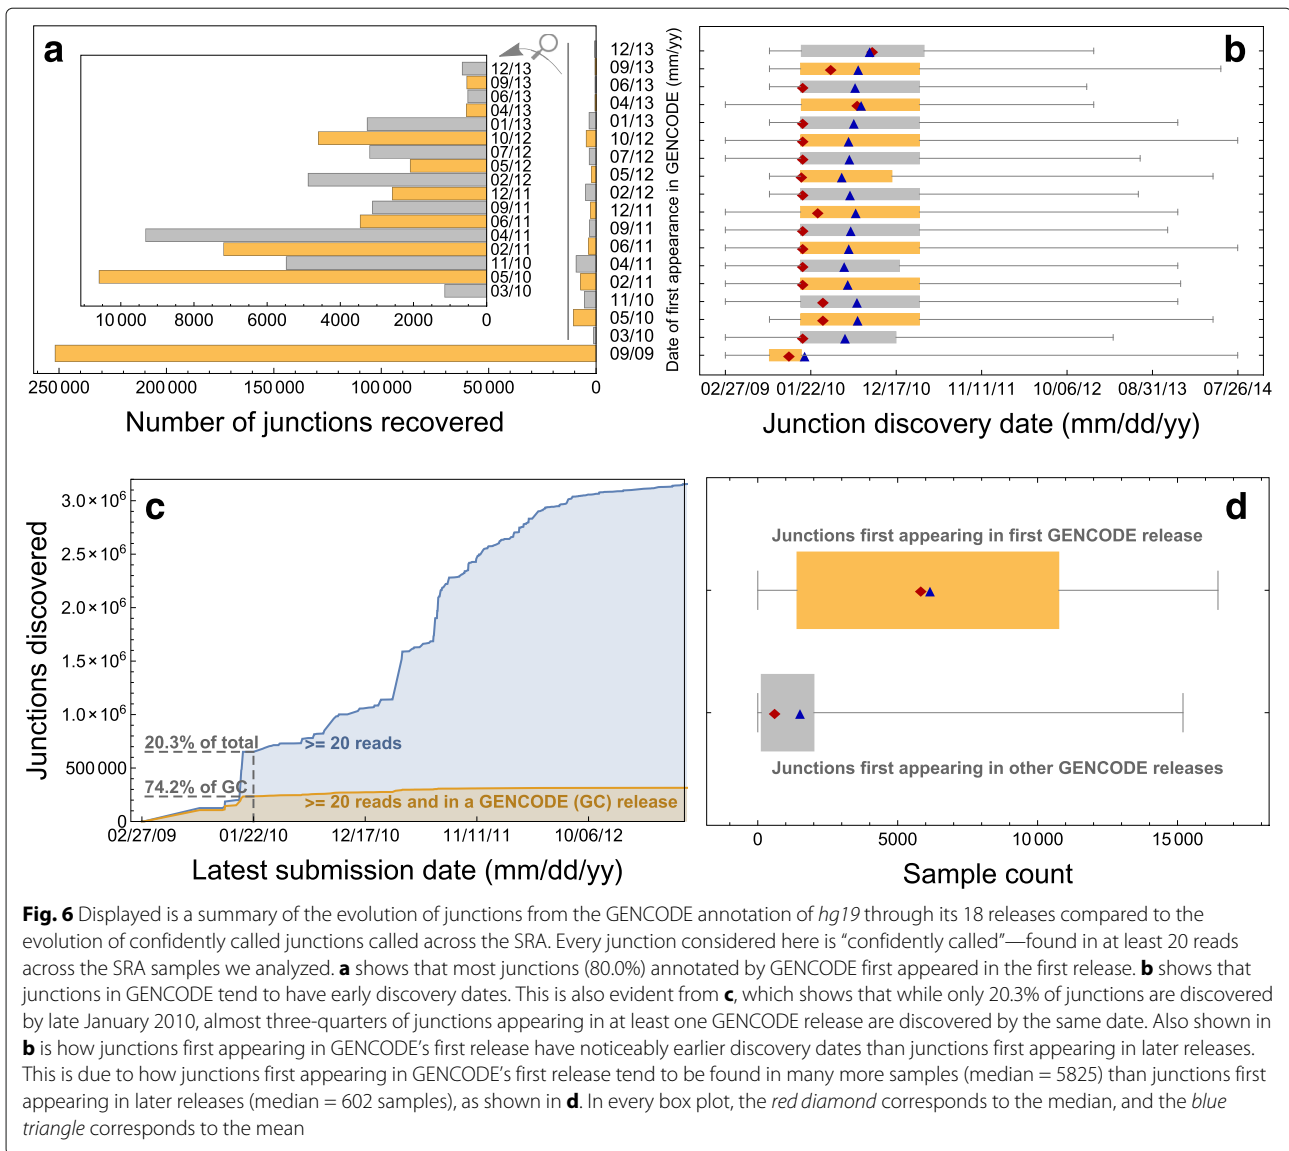 a
12/13
09/13
06/13
04/13
01/13
10/12
07/12
05/12
02/12
12/11
09/11
06/11
04/11
02/11
11/10
05/10
03/10
10 000 8000 6000 4000 2000 0
12/13
09/13
06/13
04/13
01/13
10/12
07/12
05/12
02/12
12/11
09/11
06/11
04/11
02/11
11/10
05/10
03/10
09/09
250 000 200 000 150 000 100 000 50 000 0
Number of junctions recovered
b
Date of first appearance in GENCODE (mm/yy)
02/27/09 01/22/10 12/17/10 11/11/11 10/06/12 08/31/13 07/26/14
Junction discovery date (mm/dd/yy)
c
Junctions discovered
3.0 × 10⁶
2.5 × 10⁶
2.0 × 10⁶
1.5 × 10⁶
1.0 × 10⁶
500 000
0
20.3% of total
74.2% of GC
>= 20 reads
>= 20 reads and in a GENCODE (GC) release
02/27/09 01/22/10 12/17/10 11/11/11 10/06/12
Latest submission date (mm/dd/yy)
d
Junctions first appearing in first GENCODE release
Junctions first appearing in other GENCODE releases
0 5000 10 000 15 000
Sample count
Fig. 6 Displayed is a summary of the evolution of junctions from the GENCODE annotation of hg19 through its 18 releases compared to the
evolution of confidently called junctions called across the SRA. Every junction considered here is “confidently called”—found in at least 20 reads
across the SRA samples we analyzed. a shows that most junctions (80.0%) annotated by GENCODE first appeared in the first release. b shows that
junctions in GENCODE tend to have early discovery dates. This is also evident from c, which shows that while only 20.3% of junctions are discovered
by late January 2010, almost three-quarters of junctions appearing in at least one GENCODE release are discovered by the same date. Also shown in
b is how junctions first appearing in GENCODE’s first release have noticeably earlier discovery dates than junctions first appearing in later releases.
This is due to how junctions first appearing in GENCODE’s first release tend to be found in many more samples (median = 5825) than junctions first
appearing in later releases (median = 602 samples), as shown in d. In every box plot, the red diamond corresponds to the median, and the blue
triangle corresponds to the mean